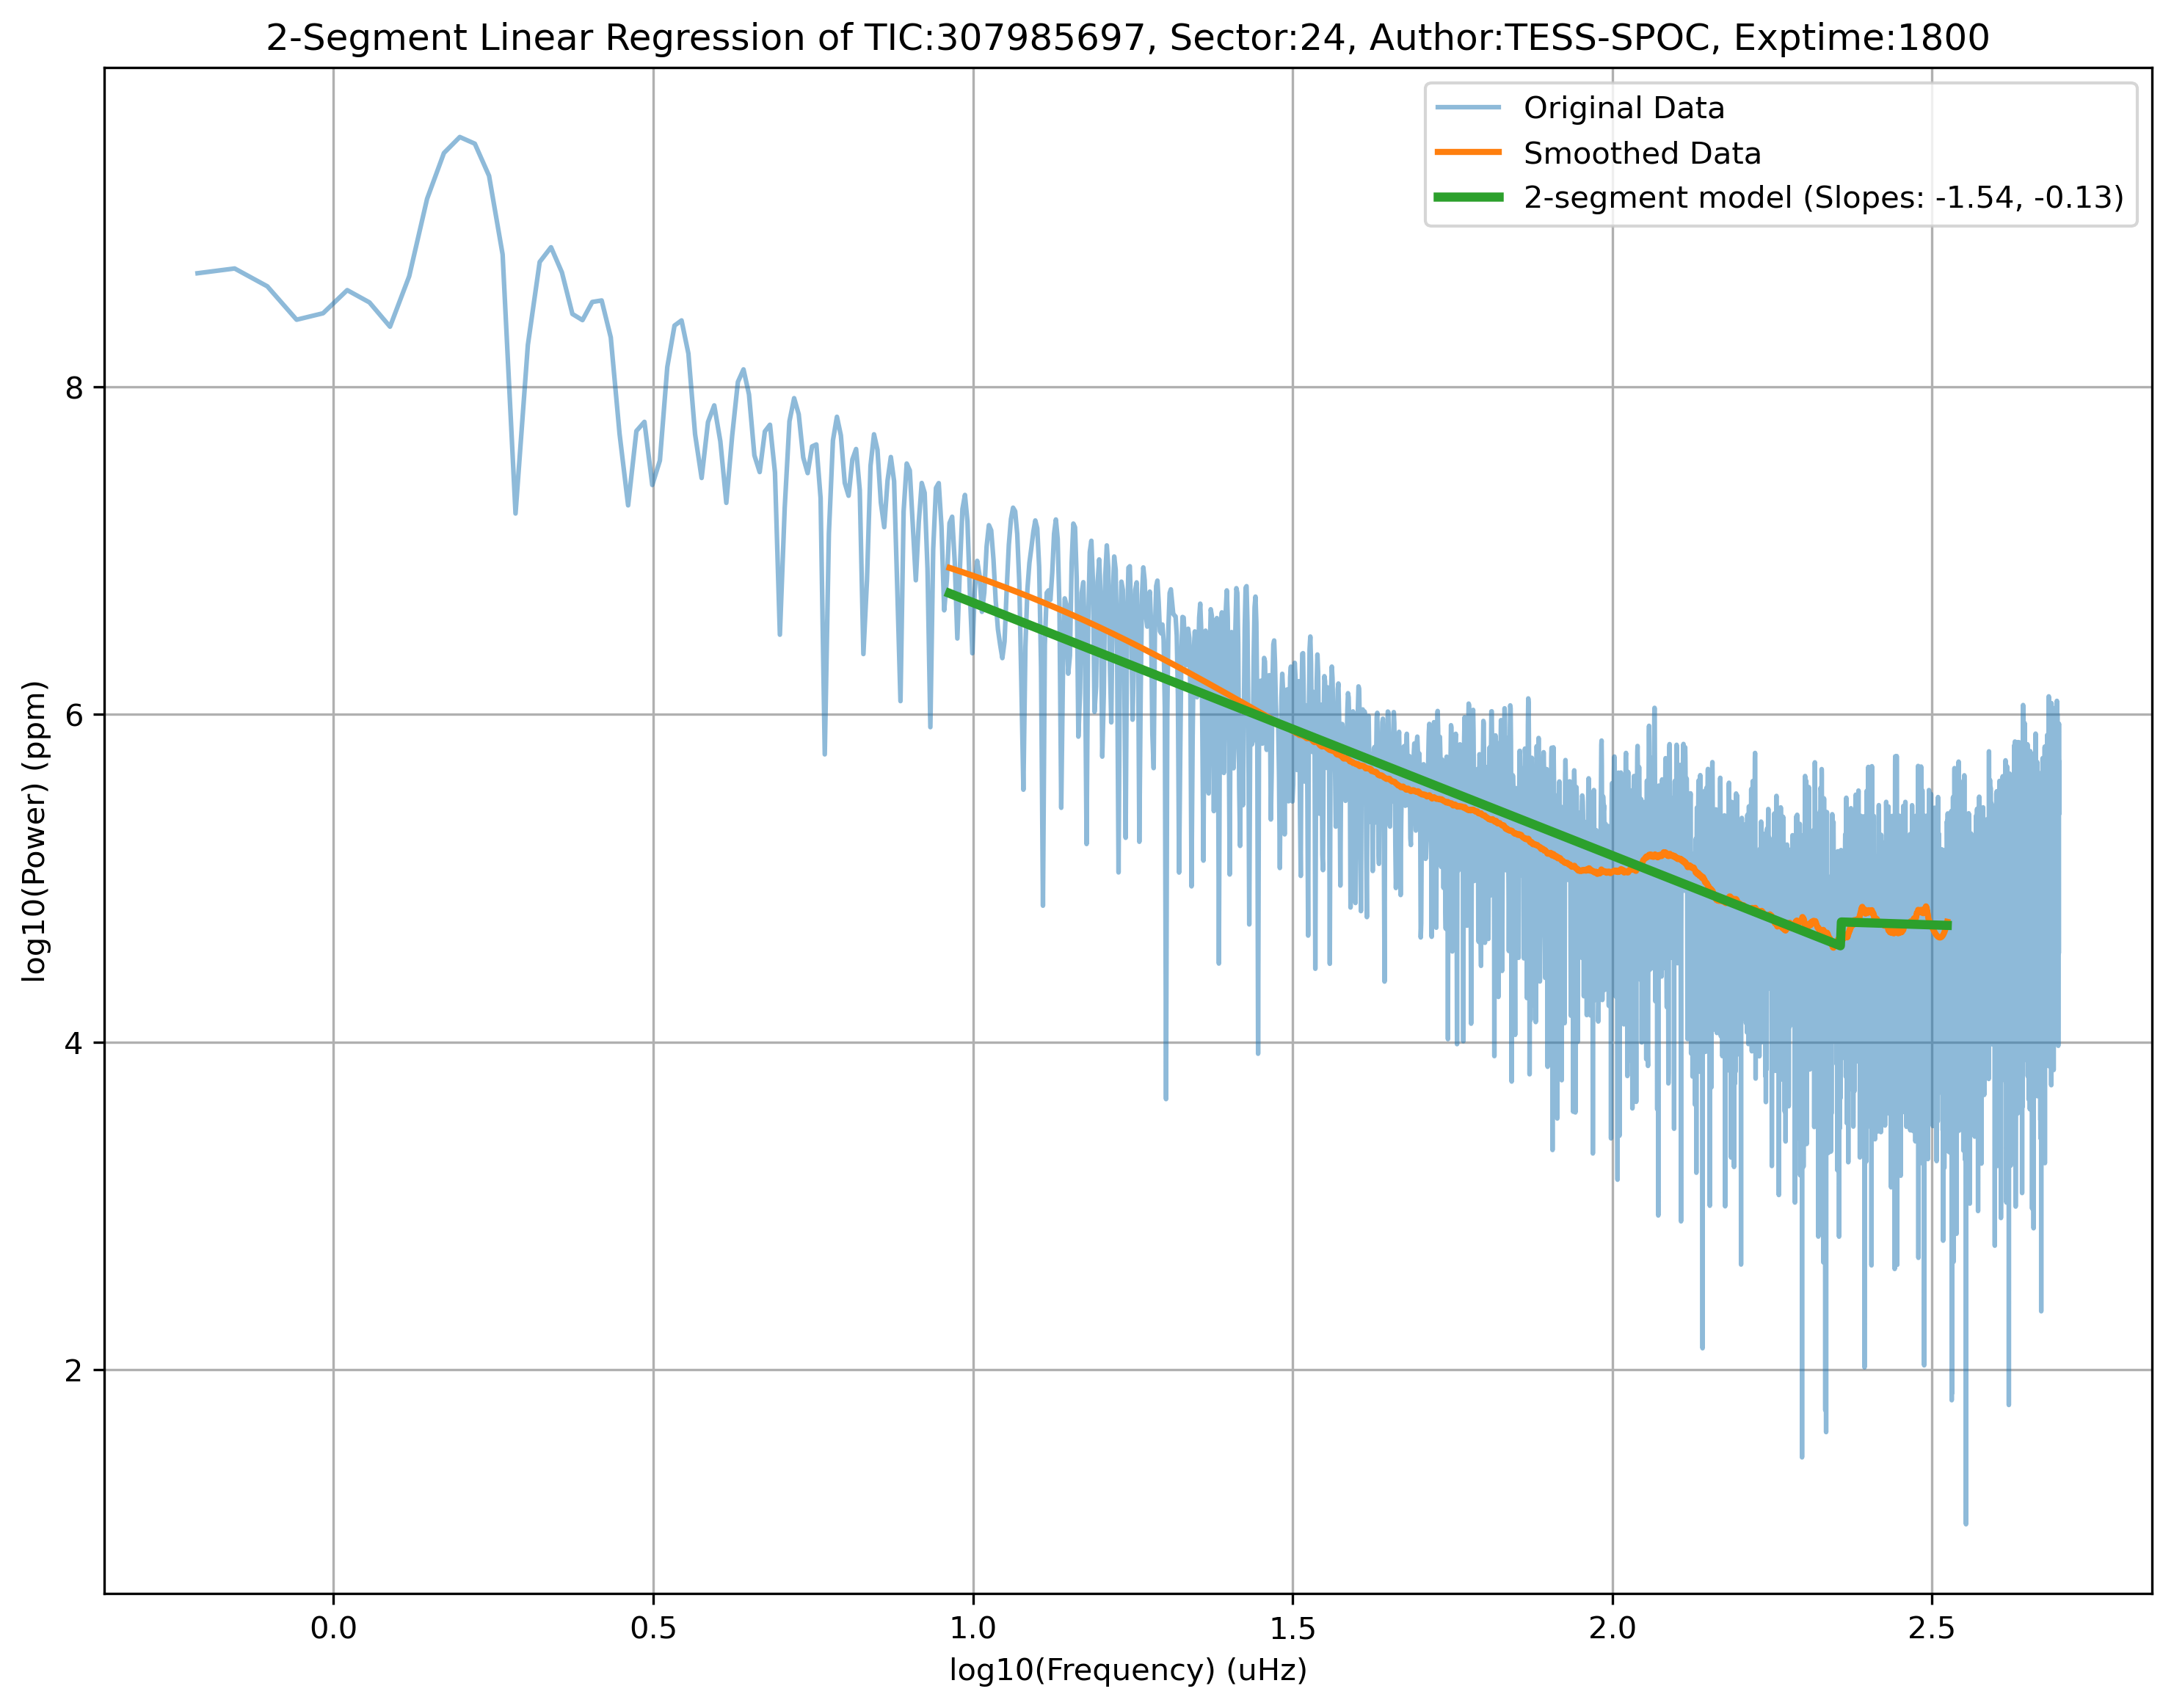 2-Segment Linear Regression of TIC:307985697, Sector:24, Author:TESS-SPOC, Exptime:1800
Original Data
Smoothed Data
2-segment model (Slopes: -1.54, -0.13)
log10(Power) (ppm)
8
6
4
2
0.0 0.5 1.0 1.5 2.0 2.5
log10(Frequency) (uHz)